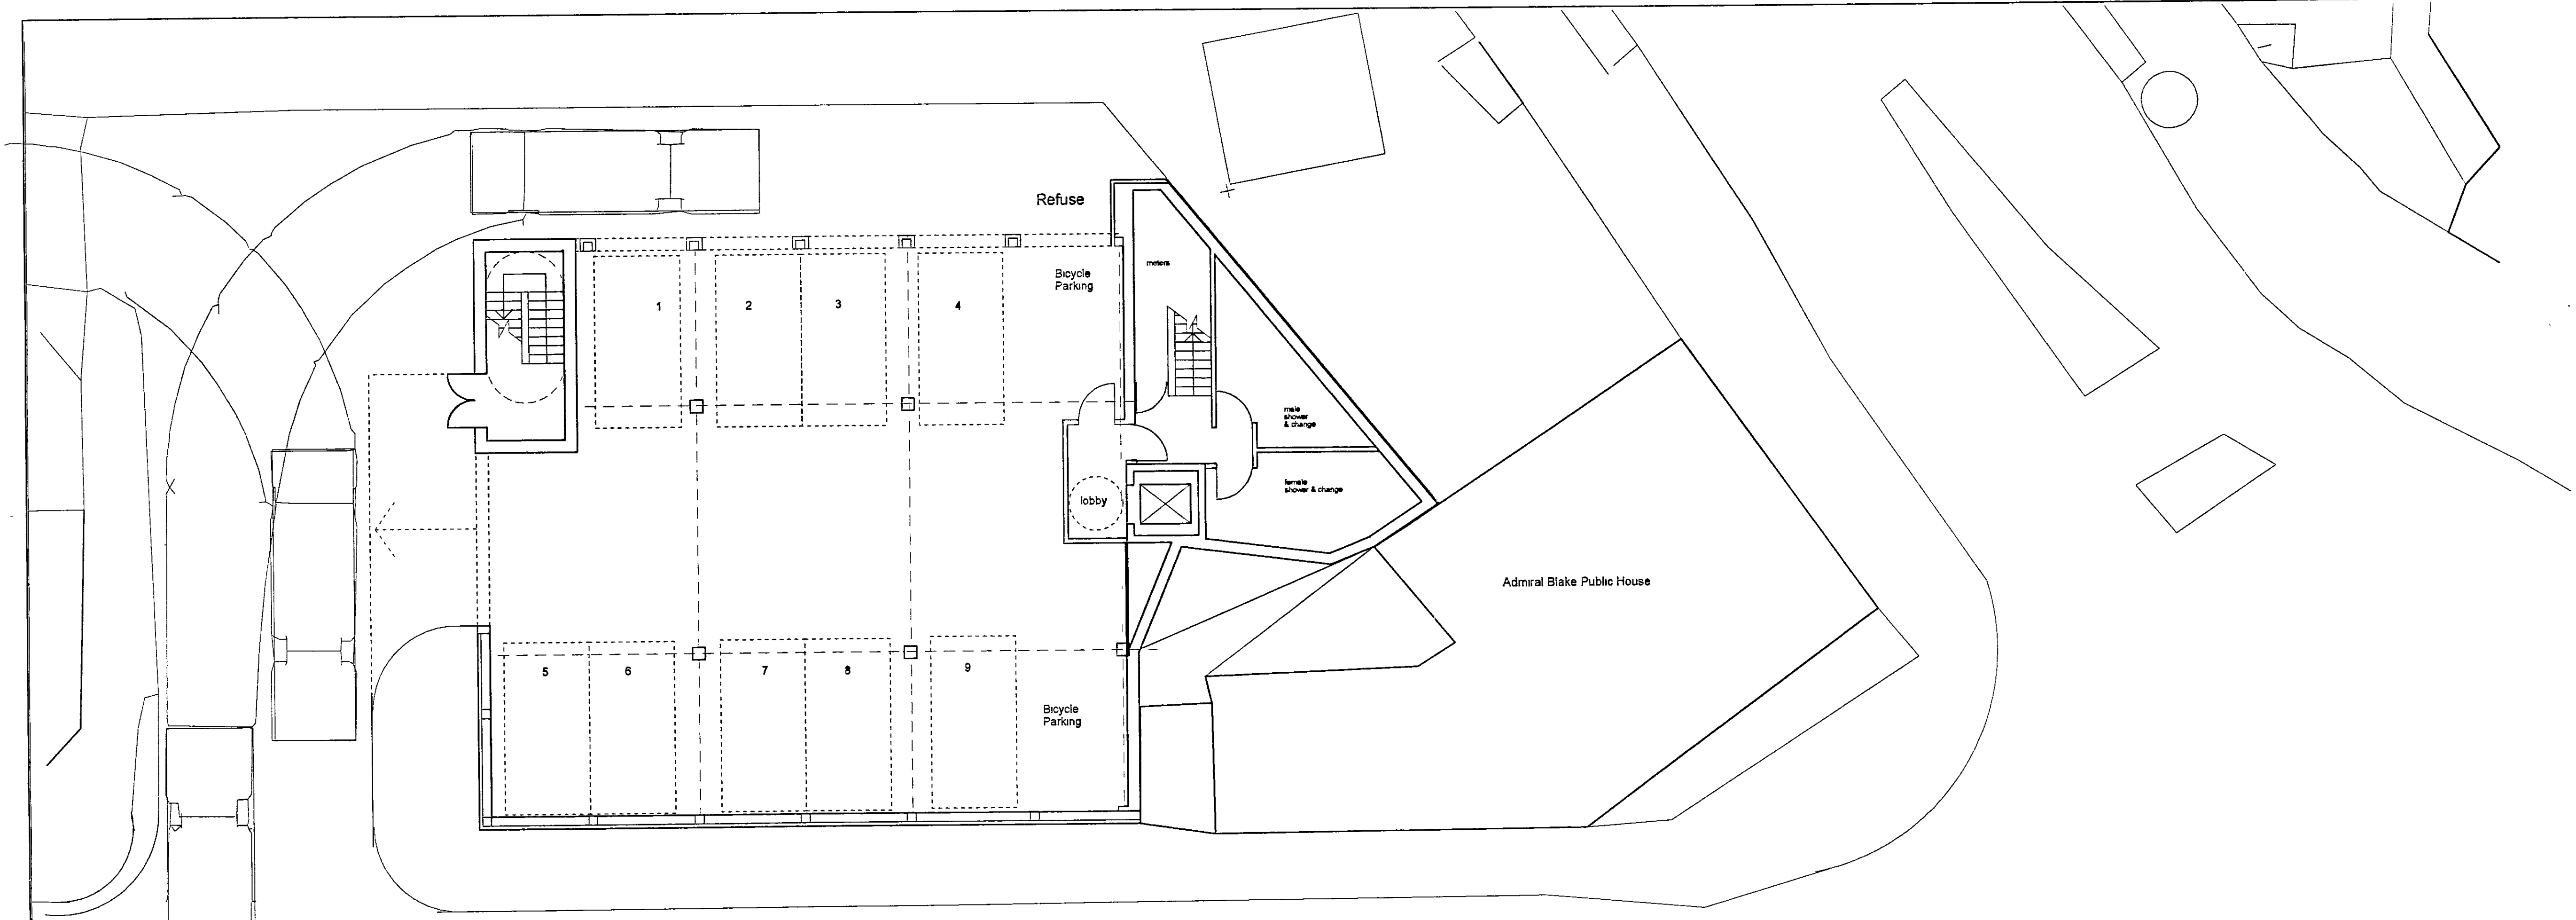 Refuse
Bicycle
Parking
meters
1
2
3
4
male
shower
& change
female
shower & change
lobby
Admiral Blake Public House
5
6
7
8
9
Bicycle
Parking